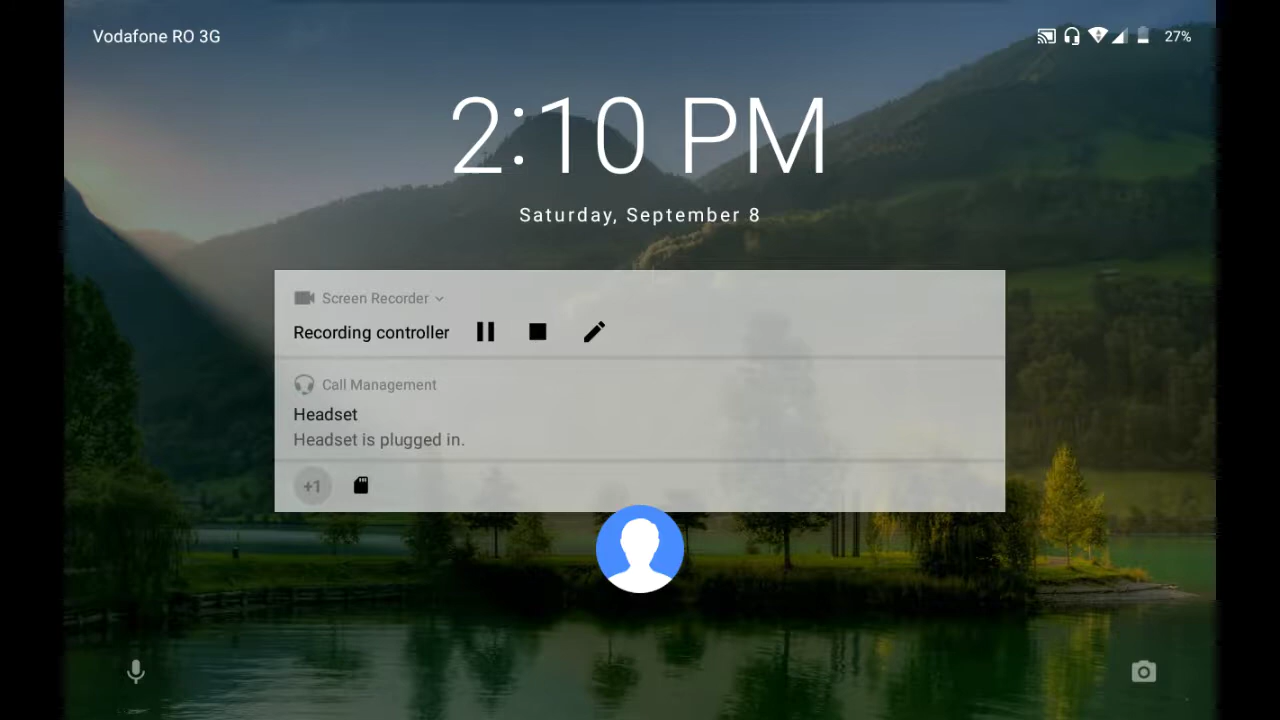 Vodafone RO 3G
27%
2:10 PM
Saturday, September 8
Screen Recorder
Recording controller
Call Management
Headset
Headset is plugged in.
+1